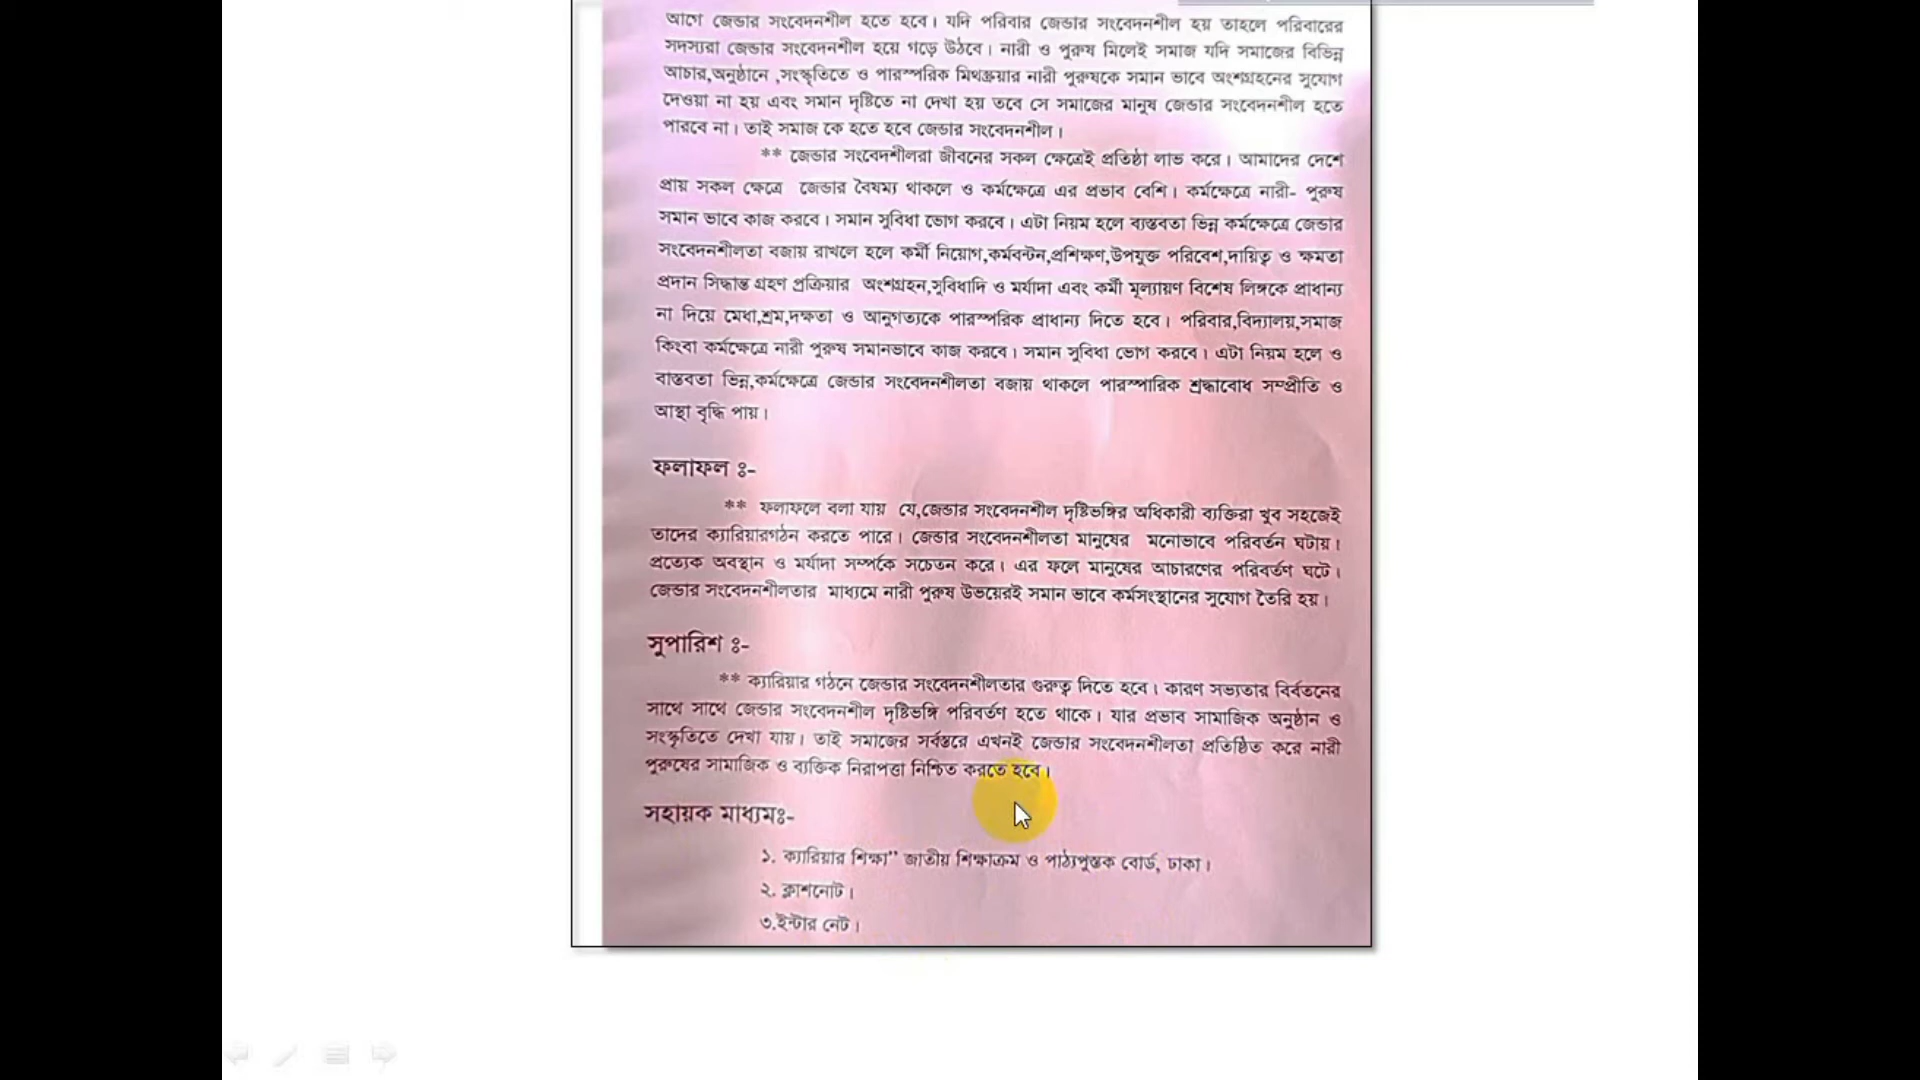 আগে জেন্ডার সংবেদনশীল হতে হবে। যদি পরিবার জেন্ডার সংবেদনশীল হয় তাহলে পরিবারের
সদস্যরা জেন্ডার সংবেদনশীল হয়ে গড়ে উঠবে। নারী ও পুরুষ মিলেই সমাজ যদি সমাজের বিভিন্ন
আচার,অনুষ্ঠানে ,সংস্কৃতিতে ও পারস্পরিক মিথস্ক্রয়ার নারী পুরুষকে সমান ভাবে অংশগ্রহনের সুযোগ
দেওয়া না হয় এবং সমান দৃষ্টিতে না দেখা হয় তবে সে সমাজের মানুষ জেন্ডার সংবেদনশীল হতে
পারবে না। তাই সমাজ কে হতে হবে জেন্ডার সংবেদনশীল।
** জেন্ডার সংবেদশীলরা জীবনের সকল ক্ষেত্রেই প্রতিষ্ঠা লাভ করে। আমাদের দেশে
প্রায় সকল ক্ষেত্রে জেন্ডার বৈষম্য থাকলে ও কর্মক্ষেত্রে এর প্রভাব বেশি। কর্মক্ষেত্রে নারী- পুরুষ
সমান ভাবে কাজ করবে। সমান সুবিধা ভোগ করবে। এটা নিয়ম হলে ব্যস্তবতা ভিন্ন কর্মক্ষেত্রে জেন্ডার
সংবেদনশীলতা বজায় রাখলে হলে কর্মী নিয়োগ,কর্মবন্টন,প্রশিক্ষণ,উপযুক্ত পরিবেশ,দায়িত্ব ও ক্ষমতা
প্রদান সিদ্ধান্ত গ্রহণ প্রক্রিয়ার অংশগ্রহন,সুবিধাদি ও মর্যাদা এবং কর্মী মূল্যায়ণ বিশেষ লিঙ্গকে প্রাধান্য
না দিয়ে মেধা,শ্রম,দক্ষতা ও আনুগত্যকে পারস্পরিক প্রাধান্য দিতে হবে। পরিবার,বিদ্যালয়,সমাজ
কিংবা কর্মক্ষেত্রে নারী পুরুষ সমানভাবে কাজ করবে। সমান সুবিধা ভোগ করবে। এটা নিয়ম হলে ও
বাস্তবতা ভিন্ন,কর্মক্ষেত্রে জেন্ডার সংবেদনশীলতা বজায় থাকলে পারস্পারিক শ্রদ্ধাবোধ সম্প্রীতি ও
আস্থা বৃদ্ধি পায়।
ফলাফল ঃ-
** ফলাফলে বলা যায় যে,জেন্ডার সংবেদনশীল দৃষ্টিভঙ্গির অধিকারী ব্যক্তিরা খুব সহজেই
তাদের ক্যারিয়ারগঠন করতে পারে। জেন্ডার সংবেদনশীলতা মানুষের মনোভাবে পরিবর্তন ঘটায়।
প্রত্যেক অবস্থান ও মর্যাদা সম্পর্কে সচেতন করে। এর ফলে মানুষের আচারণের পরিবর্তণ ঘটে।
জেন্ডার সংবেদনশীলতার মাধ্যমে নারী পুরুষ উভয়েরই সমান ভাবে কর্মসংস্থানের সুযোগ তৈরি হয়।
সুপারিশ ঃ-
** ক্যারিয়ার গঠনে জেন্ডার সংবেদনশীলতার গুরুত্ব দিতে হবে। কারণ সভ্যতার বির্বতনের
সাথে সাথে জেন্ডার সংবেদনশীল দৃষ্টিভঙ্গি পরিবর্তণ হতে থাকে। যার প্রভাব সামাজিক অনুষ্ঠান ও
সংস্কৃতিতে দেখা যায়। তাই সমাজের সর্বস্তরে এখনই জেন্ডার সংবেদনশীলতা প্রতিষ্ঠিত করে নারী
পুরুষের সামাজিক ও ব্যক্তিক নিরাপত্তা নিশ্চিত করতে হবে।
সহায়ক মাধ্যমঃ-
১. ক্যারিয়ার শিক্ষা” জাতীয় শিক্ষাক্রম ও পাঠ্যপুস্তক বোর্ড, ঢাকা।
২. ক্লাশনোট।
৩.ইন্টার নেট।